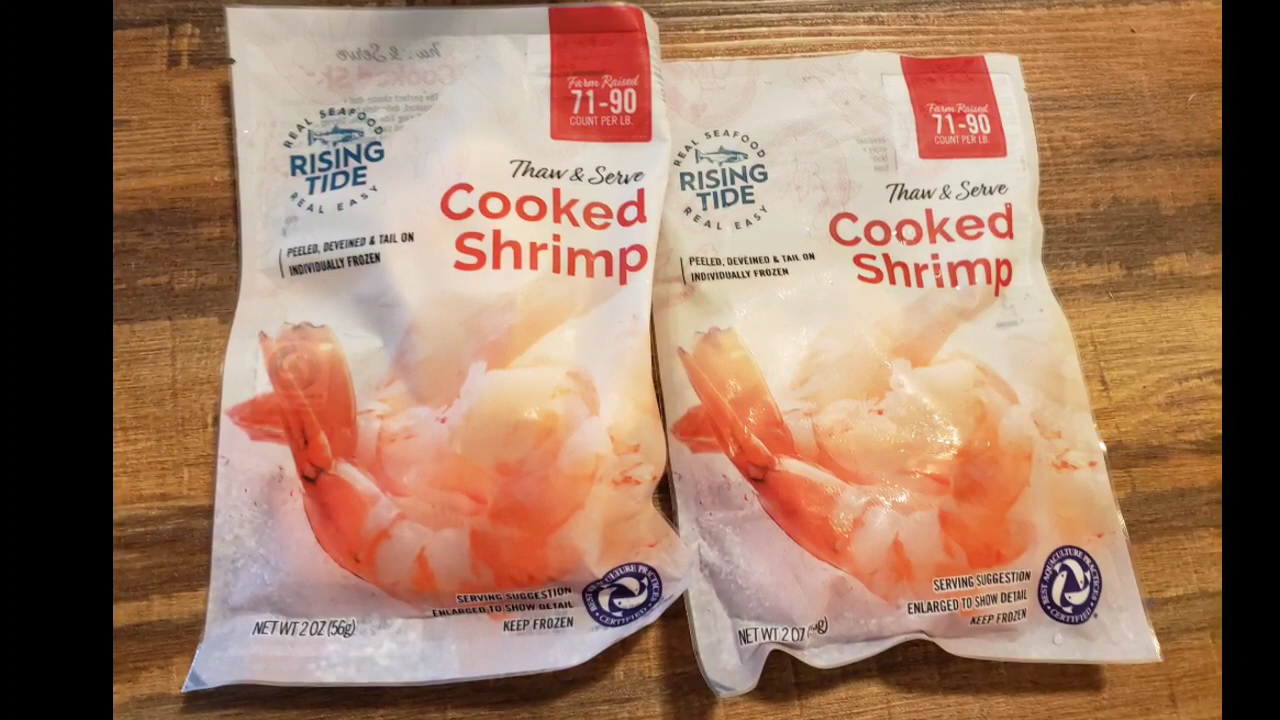 Farm Raised
71-90
COUNT PER LB.
REAL SEAFOOD
RISING
TIDE
REAL EASY
Thaw & Serve
Cooked
Shrimp
PEELED, DEVEINED & TAIL ON
INDIVIDUALLY FROZEN
SERVING SUGGESTION
ENLARGED TO SHOW DETAIL
KEEP FROZEN
NET WT 2 OZ (56g)
CULTURE PRACTICES
CERTIFIED
Farm Raised
71-90
COUNT PER LB.
REAL SEAFOOD
RISING
TIDE
REAL EASY
Thaw & Serve
Cooked
Shrimp
PEELED, DEVEINED & TAIL ON
INDIVIDUALLY FROZEN
SERVING SUGGESTION
ENLARGED TO SHOW DETAIL
KEEP FROZEN
NET WT 2 OZ
BEST AQUACULTURE PRACTICES
CERTIFIED